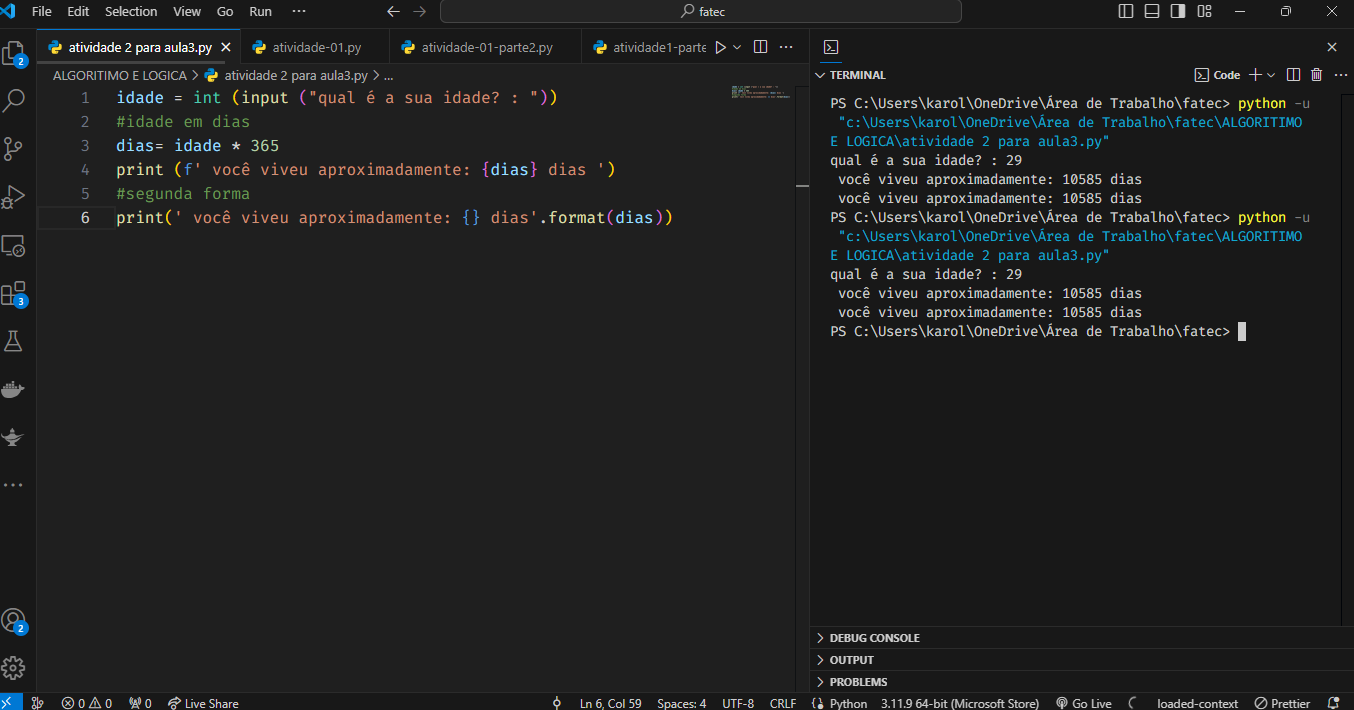 File Edit Selection View Go Run ··· fatec
atividade 2 para aula3.py atividade-01.py atividade-01-parte2.py atividade1-parte
ALGORITIMO E LOGICA > atividade 2 para aula3.py > ...
1 idade = int (input ("qual é a sua idade? : "))
2 #idade em dias
3 dias= idade * 365
4 print (f' você viveu aproximadamente: {dias} dias ')
5 #segunda forma
6 print(' você viveu aproximadamente: {} dias'.format(dias))
TERMINAL Code
PS C:\Users\karol\OneDrive\Área de Trabalho\fatec> python -u
"c:\Users\karol\OneDrive\Área de Trabalho\fatec\ALGORITIMO
E LOGICA\atividade 2 para aula3.py"
qual é a sua idade? : 29
você viveu aproximadamente: 10585 dias
você viveu aproximadamente: 10585 dias
PS C:\Users\karol\OneDrive\Área de Trabalho\fatec> python -u
"c:\Users\karol\OneDrive\Área de Trabalho\fatec\ALGORITIMO
E LOGICA\atividade 2 para aula3.py"
qual é a sua idade? : 29
você viveu aproximadamente: 10585 dias
você viveu aproximadamente: 10585 dias
PS C:\Users\karol\OneDrive\Área de Trabalho\fatec>
DEBUG CONSOLE
OUTPUT
PROBLEMS
2
3
2
0 0 0 Live Share Ln 6, Col 59 Spaces: 4 UTF-8 CRLF Python 3.11.9 64-bit (Microsoft Store) Go Live loaded-context Prettier